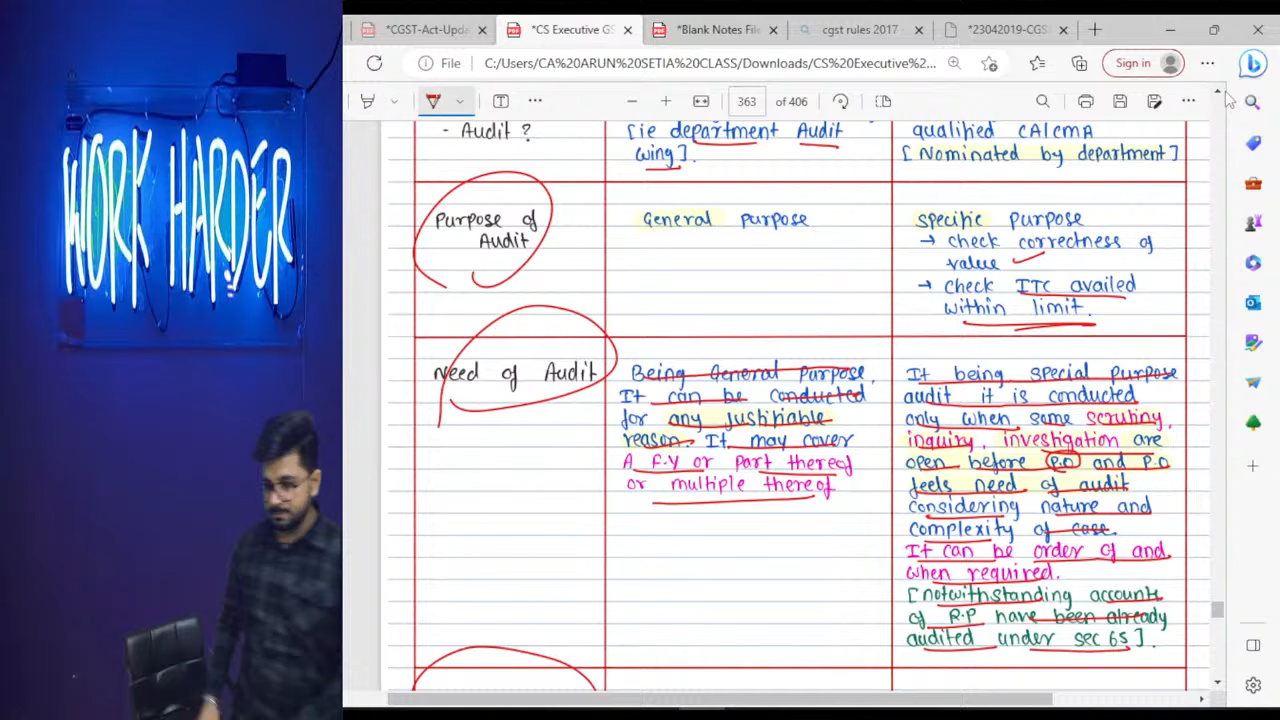 WORK HARDER
*CGST-Act-Upda
*CS Executive G
*Blank Notes File
cgst rules 2017
*23042019-CGS
File
C:/Users/CA%20ARUN%20SETIA%20CLASS/Downloads/CS%20Executive%2...
Sign in
363 of 406
- Audit ?
[ie department Audit
wing].
qualified CA/CMA
[Nominated by department]
Purpose of
Audit
General purpose
Specific purpose
→ check correctness of
value
→ check ITC availed
within limit.
Need of Audit
Being General Purpose,
It can be conducted
for any justifiable
reason. It may cover
A F.Y or part thereof
or multiple thereof
It being special purpose
audit it is conducted
only when some scrutiny,
inquiry, investigation are
open before P.O and P.O
feels need of audit
considering nature and
complexity of case.
It can be order of and
when required.
[notwithstanding accounts
of R.P have been already
audited under sec 65].